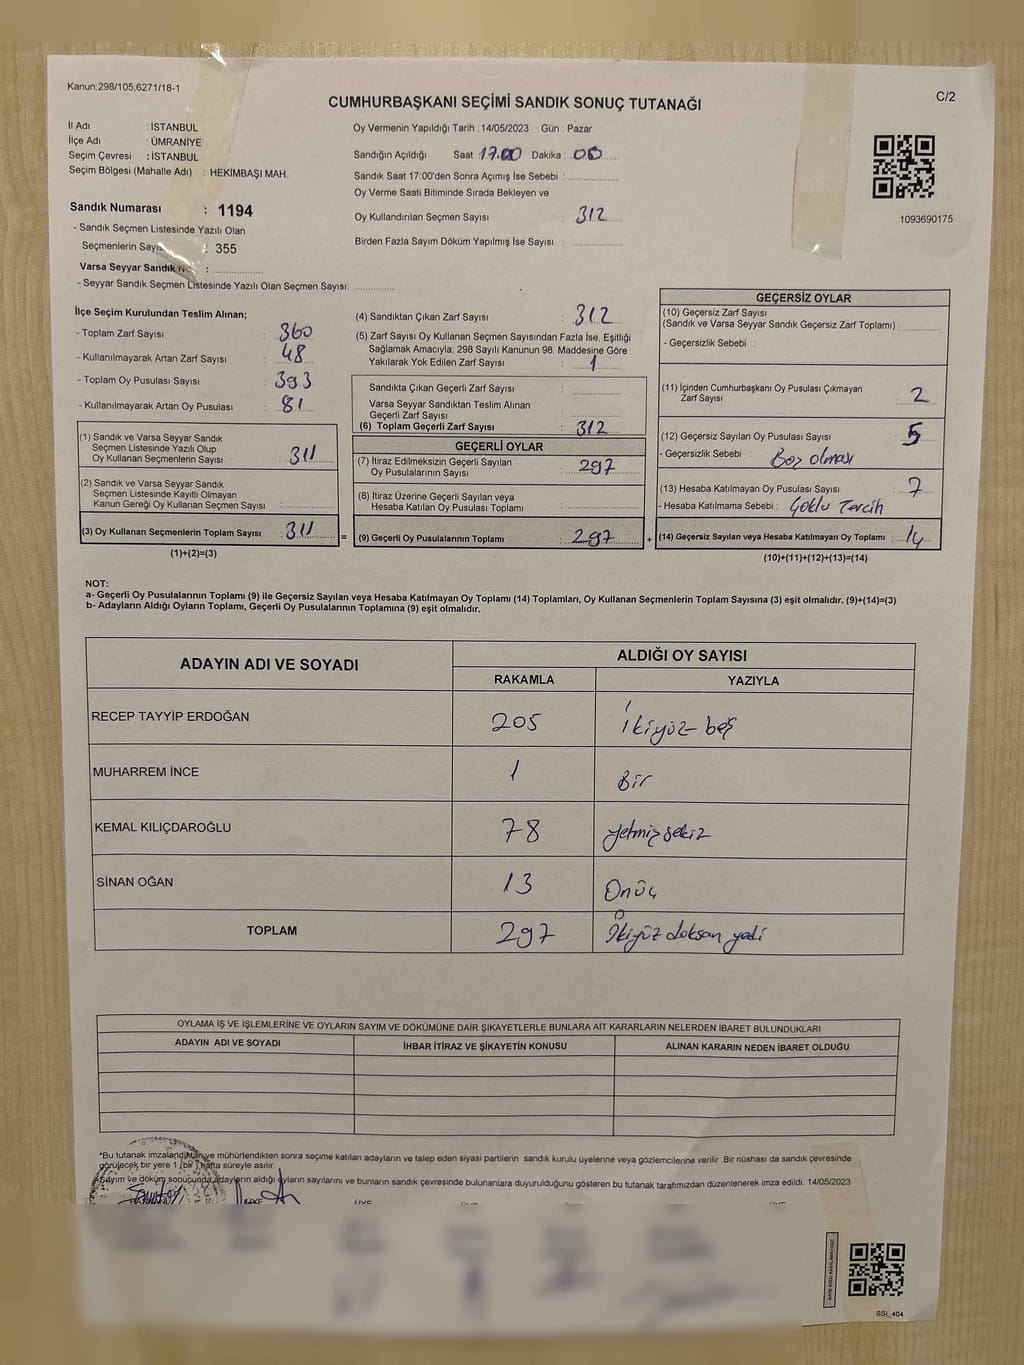 Kanun;298/105,6271/18-1
C/2
CUMHURBAŞKANI SEÇİMİ SANDIK SONUÇ TUTANAĞI
İl Adı : İSTANBUL
İlçe Adı : ÜMRANİYE
Seçim Çevresi : İSTANBUL
Seçim Bölgesi (Mahalle Adı) : HEKİMBAŞI MAH.
Sandık Numarası : 1194
- Sandık Seçmen Listesinde Yazılı Olan
Seçmenlerin Sayı : 355
Varsa Seyyar Sandık :
- Seyyar Sandık Seçmen Listesinde Yazılı Olan Seçmen Sayısı:
Oy Vermenin Yapıldığı Tarih : 14/05/2023 Gün : Pazar
Sandığın Açıldığı Saat 17.00 Dakika : 00
Sandık Saat 17:00'den Sonra Açımış İse Sebebi :
Oy Verme Saati Bitiminde Sırada Bekleyen ve
Oy Kullandırılan Seçmen Sayısı : 312
Birden Fazla Sayım Döküm Yapılmış İse Sayısı :
1093690175
İlçe Seçim Kurulundan Teslim Alınan;
- Toplam Zarf Sayısı : 360
- Kullanılmayarak Artan Zarf Sayısı : 48
- Toplam Oy Pusulası Sayısı : 393
- Kullanılmayarak Artan Oy Pusulası : 81
(1) Sandık ve Varsa Seyyar Sandık
Seçmen Listesinde Yazılı Olup
Oy Kullanan Seçmenlerin Sayısı : 311
(2) Sandık ve Varsa Seyyar Sandık
Seçmen Listesinde Kayıtlı Olmayan
Kanun Gereği Oy Kullanan Seçmen Sayısı :
(3) Oy Kullanan Seçmenlerin Toplam Sayısı : 311 =
(1)+(2)=(3)
(4) Sandıktan Çıkan Zarf Sayısı : 312
(5) Zarf Sayısı Oy Kullanan Seçmen Sayısından Fazla İse, Eşitliği
Sağlamak Amacıyla, 298 Sayılı Kanunun 98. Maddesine Göre
Yakılarak Yok Edilen Zarf Sayısı : 1
Sandıkta Çıkan Geçerli Zarf Sayısı :
Varsa Seyyar Sandıktan Teslim Alınan
Geçerli Zarf Sayısı :
(6) Toplam Geçerli Zarf Sayısı : 312
GEÇERLİ OYLAR
(7) İtiraz Edilmeksizin Geçerli Sayılan
Oy Pusulalarının Sayısı : 297
(8) İtiraz Üzerine Geçerli Sayılan veya
Hesaba Katılan Oy Pusulası Toplamı :
(9) Geçerli Oy Pusulalarının Toplamı : 297 +
GEÇERSİZ OYLAR
(10) Geçersiz Zarf Sayısı
(Sandık ve Varsa Seyyar Sandık Geçersiz Zarf Toplamı) :
- Geçersizlik Sebebi :
(11) İçinden Cumhurbaşkanı Oy Pusulası Çıkmayan
Zarf Sayısı : 2
(12) Geçersiz Sayılan Oy Pusulası Sayısı : 5
- Geçersizlik Sebebi : Boş olması
(13) Hesaba Katılmayan Oy Pusulası Sayısı : 7
- Hesaba Katılmama Sebebi : Çoklu Tercih
(14) Geçersiz Sayılan veya Hesaba Katılmayan Oy Toplamı : 14
(10)+(11)+(12)+(13)=(14)
NOT:
a- Geçerli Oy Pusulalarının Toplamı (9) ile Geçersiz Sayılan veya Hesaba Katılmayan Oy Toplamı (14) Toplamları, Oy Kullanan Seçmenlerin Toplam Sayısına (3) eşit olmalıdır. (9)+(14)=(3)
b- Adayların Aldığı Oyların Toplamı, Geçerli Oy Pusulalarının Toplamına (9) eşit olmalıdır.
ADAYIN ADI VE SOYADI ALDIĞI OY SAYISI
RAKAMLA YAZIYLA
RECEP TAYYİP ERDOĞAN 205 İkiyüz beş
MUHARREM İNCE 1 Bir
KEMAL KILIÇDAROĞLU 78 Yetmiş sekiz
SİNAN OĞAN 13 Onüç
TOPLAM 297 İkiyüz doksan yedi
OYLAMA İŞ VE İŞLEMLERİNE VE OYLARIN SAYIM VE DÖKÜMÜNE DAİR ŞİKAYETLERLE BUNLARA AİT KARARLARIN NELERDEN İBARET BULUNDUKLARI
ADAYIN ADI VE SOYADI İHBAR İTİRAZ VE ŞİKAYETİN KONUSU ALINAN KARARIN NEDEN İBARET OLDUĞU
*Bu tutanak imzalandıktan ve mühürlendikten sonra seçime katılan adayların ve talep eden siyasi partilerin sandık kurulu üyelerine veya gözlemcilerine verilir .Bir nüshası da sandık çevresinde
görülecek bir yere 1 (bir ) hafta süreyle asılır.
Sayım ve döküm sonucunda adayların aldığı oyların sayılarını ve bunların sandık çevresinde bulunanlara duyurulduğunu gösteren bu tutanak tarafımızdan düzenlenerek imza edildi. 14/05/2023
SSİ_404